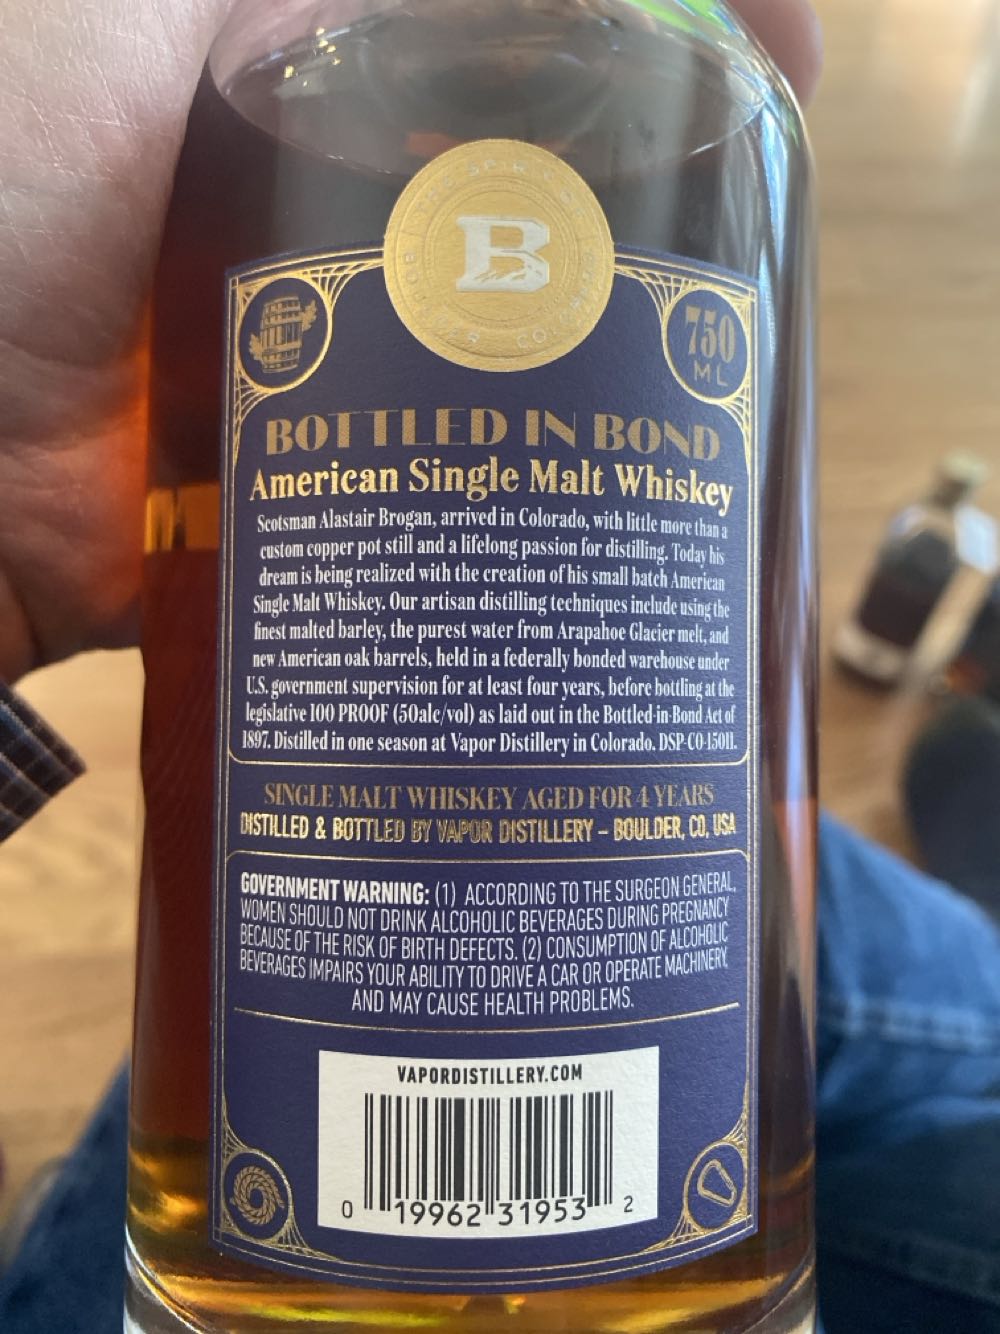 THE SPIRIT OF
BOULDER COLORADO
B
750
ML
BOTTLED IN BOND
American Single Malt Whiskey
Scotsman Alastair Brogan, arrived in Colorado, with little more than a
custom copper pot still and a lifelong passion for distilling. Today his
dream is being realized with the creation of his small batch American
Single Malt Whiskey. Our artisan distilling techniques include using the
finest malted barley, the purest water from Arapahoe Glacier melt, and
new American oak barrels, held in a federally bonded warehouse under
U.S. government supervision for at least four years, before bottling at the
legislative 100 PROOF (50alc/vol) as laid out in the Bottled-in-Bond Act of
1897. Distilled in one season at Vapor Distillery in Colorado. DSP-CO-15011.
SINGLE MALT WHISKEY AGED FOR 4 YEARS
DISTILLED & BOTTLED BY VAPOR DISTILLERY – BOULDER, CO, USA
GOVERNMENT WARNING: (1) ACCORDING TO THE SURGEON GENERAL,
WOMEN SHOULD NOT DRINK ALCOHOLIC BEVERAGES DURING PREGNANCY
BECAUSE OF THE RISK OF BIRTH DEFECTS. (2) CONSUMPTION OF ALCOHOLIC
BEVERAGES IMPAIRS YOUR ABILITY TO DRIVE A CAR OR OPERATE MACHINERY,
AND MAY CAUSE HEALTH PROBLEMS.
VAPORDISTILLERY.COM
0 19962 31953 2